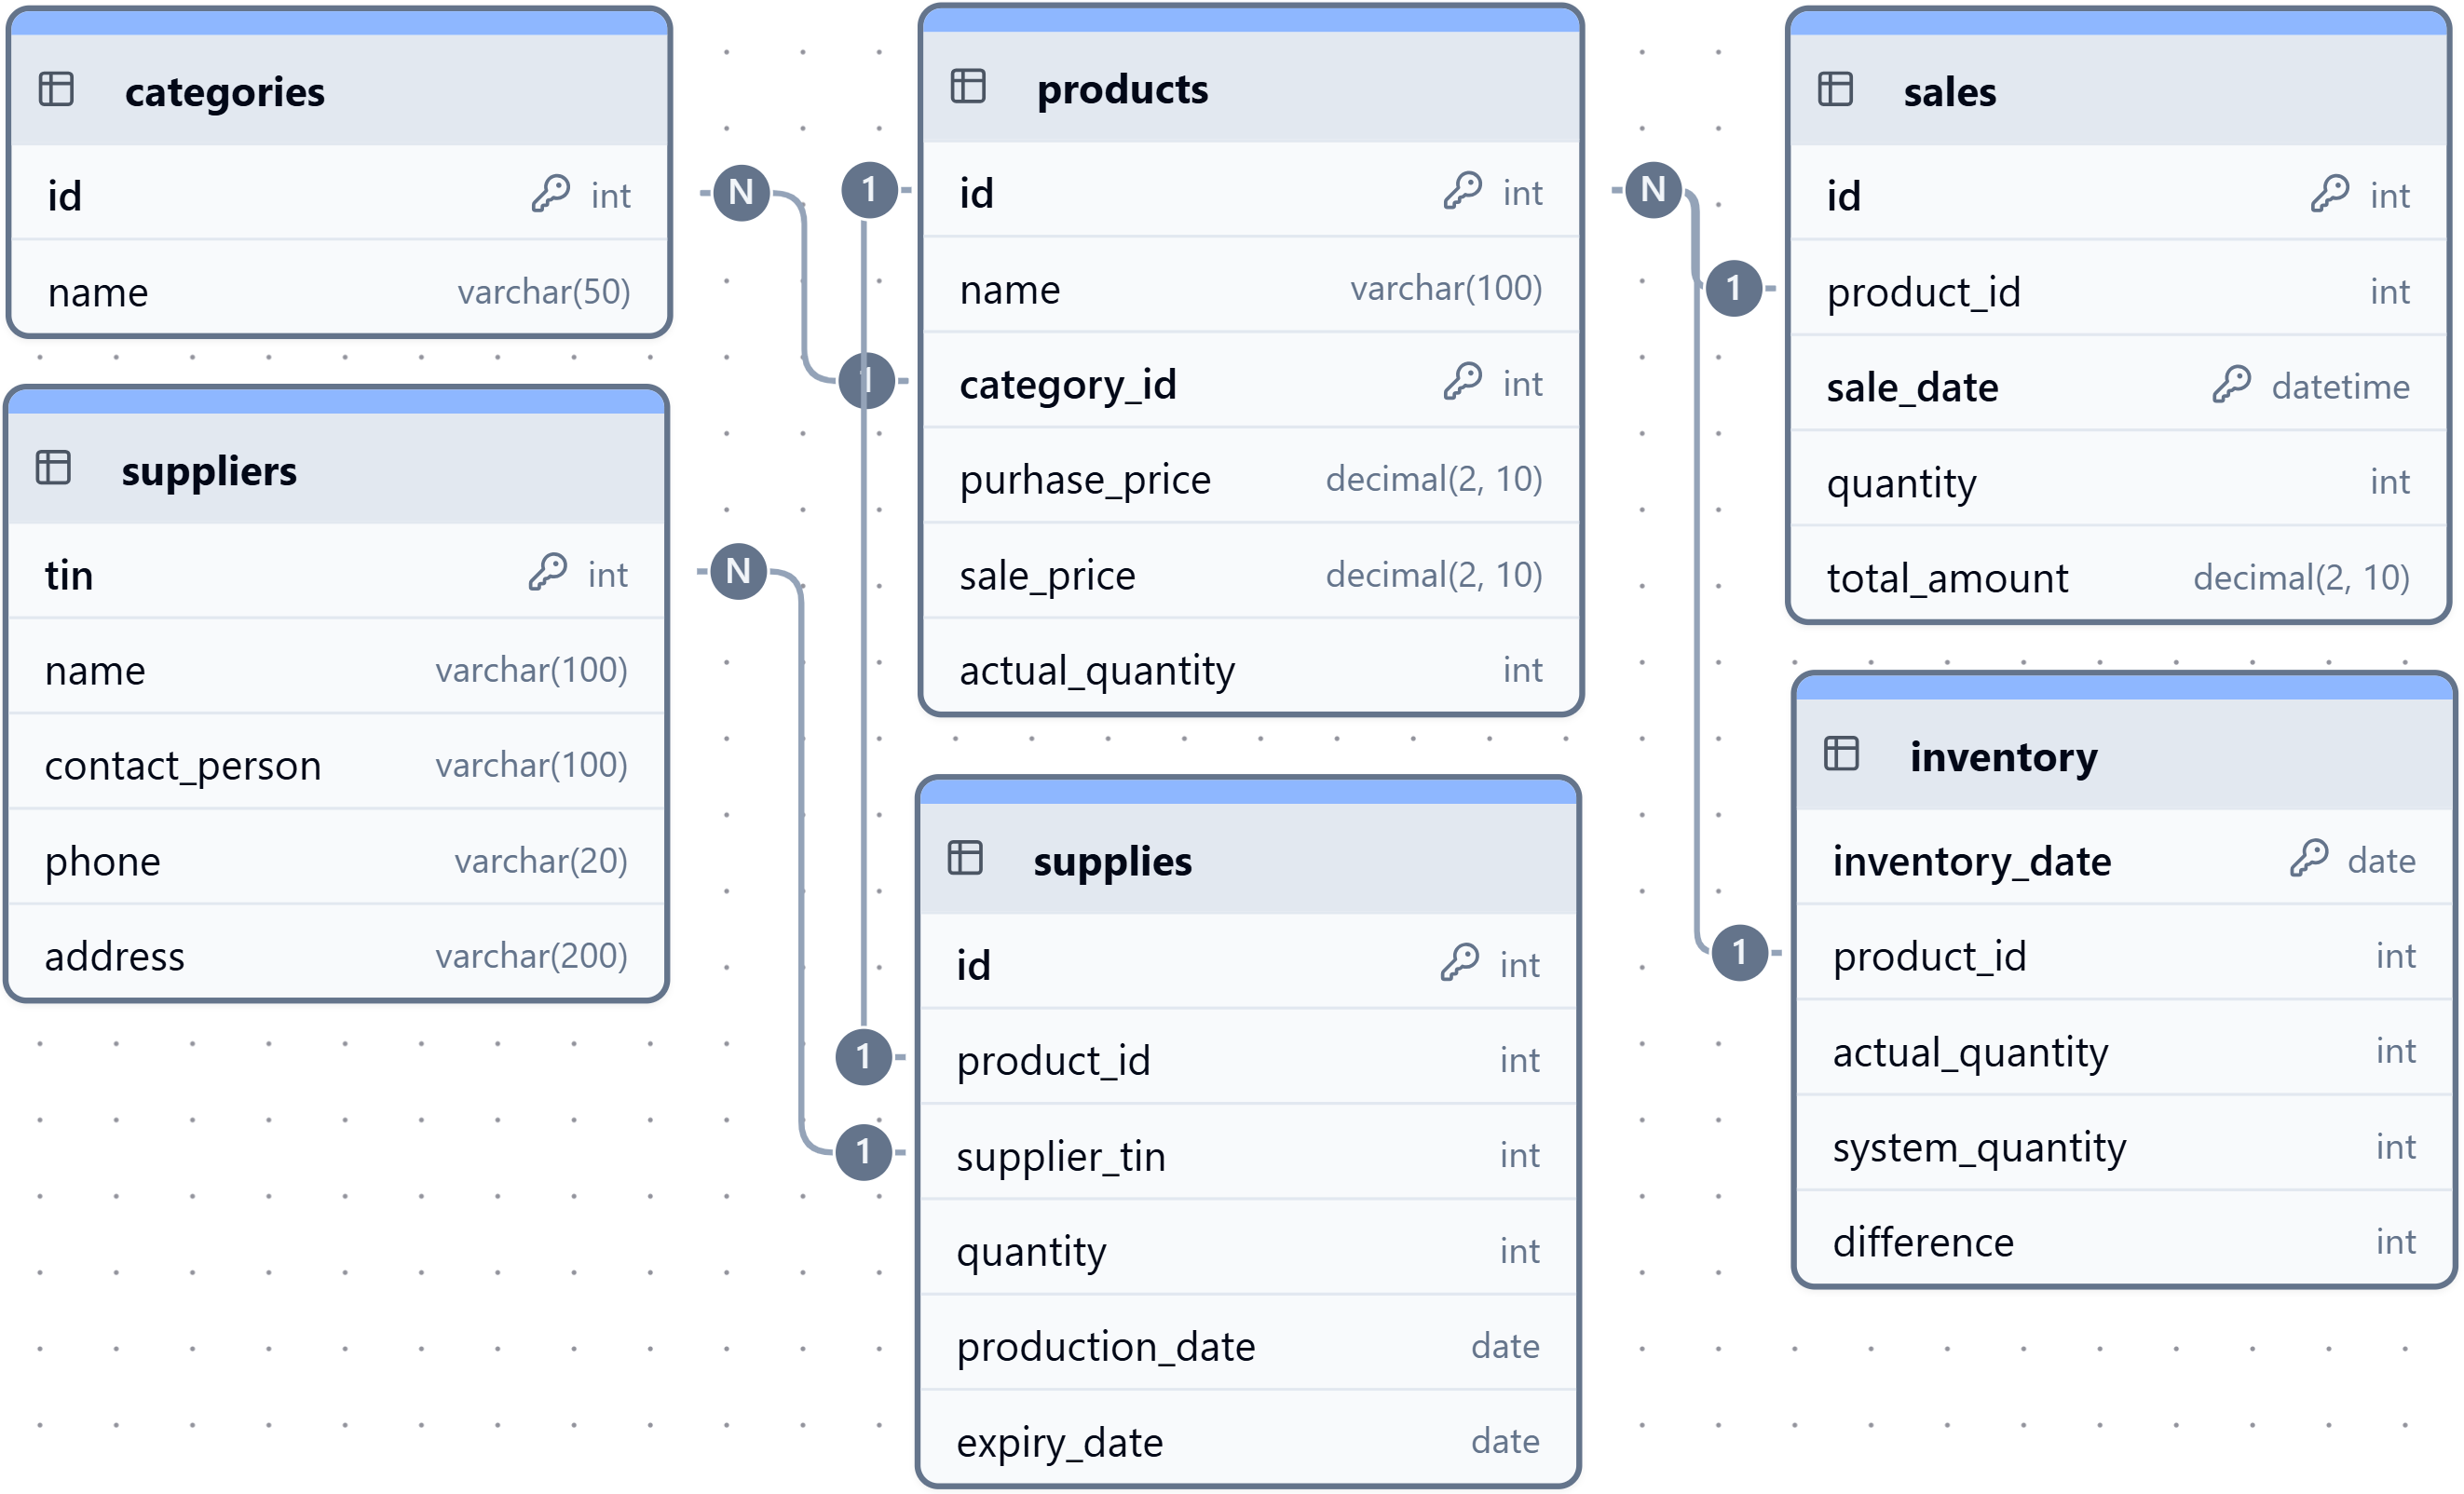 categories
id int
name varchar(50)
suppliers
tin int
name varchar(100)
contact_person varchar(100)
phone varchar(20)
address varchar(200)
N
1
1
N
1
1
products
id int
name varchar(100)
category_id int
purhase_price decimal(2, 10)
sale_price decimal(2, 10)
actual_quantity int
supplies
id int
product_id int
supplier_tin int
quantity int
production_date date
expiry_date date
N
1
1
sales
id int
product_id int
sale_date datetime
quantity int
total_amount decimal(2, 10)
inventory
inventory_date date
product_id int
actual_quantity int
system_quantity int
difference int